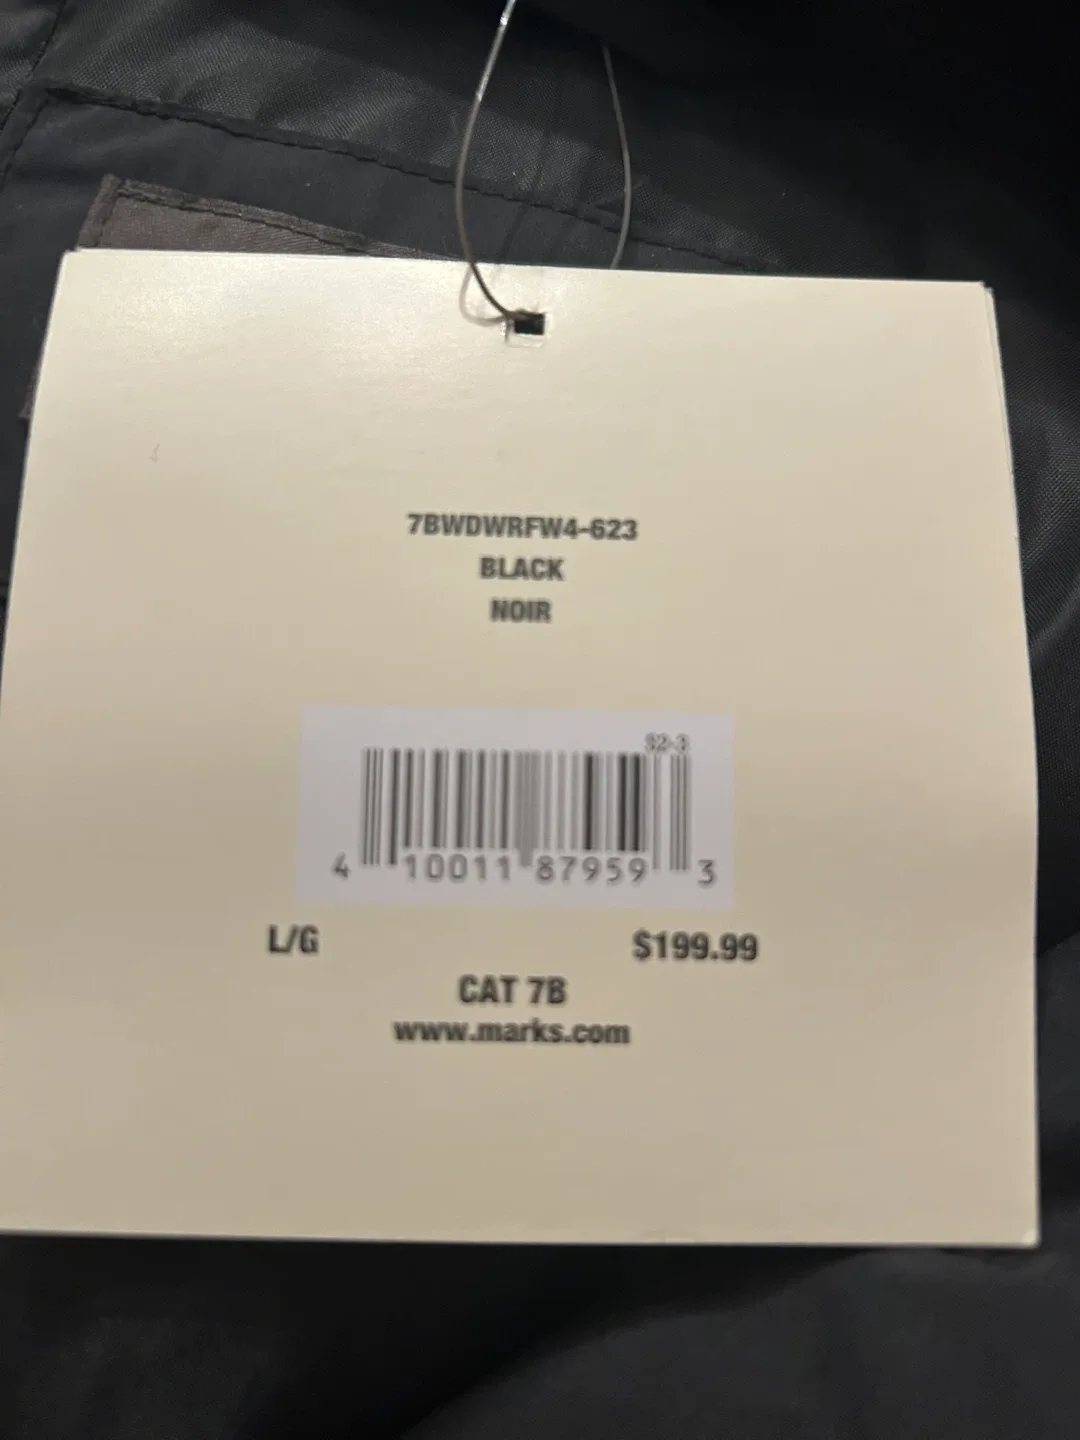 7BWDWRFW4-623
BLACK
NOIR
S2-3
4 10011 87959 3
L/G $199.99
CAT 7B
www.marks.com